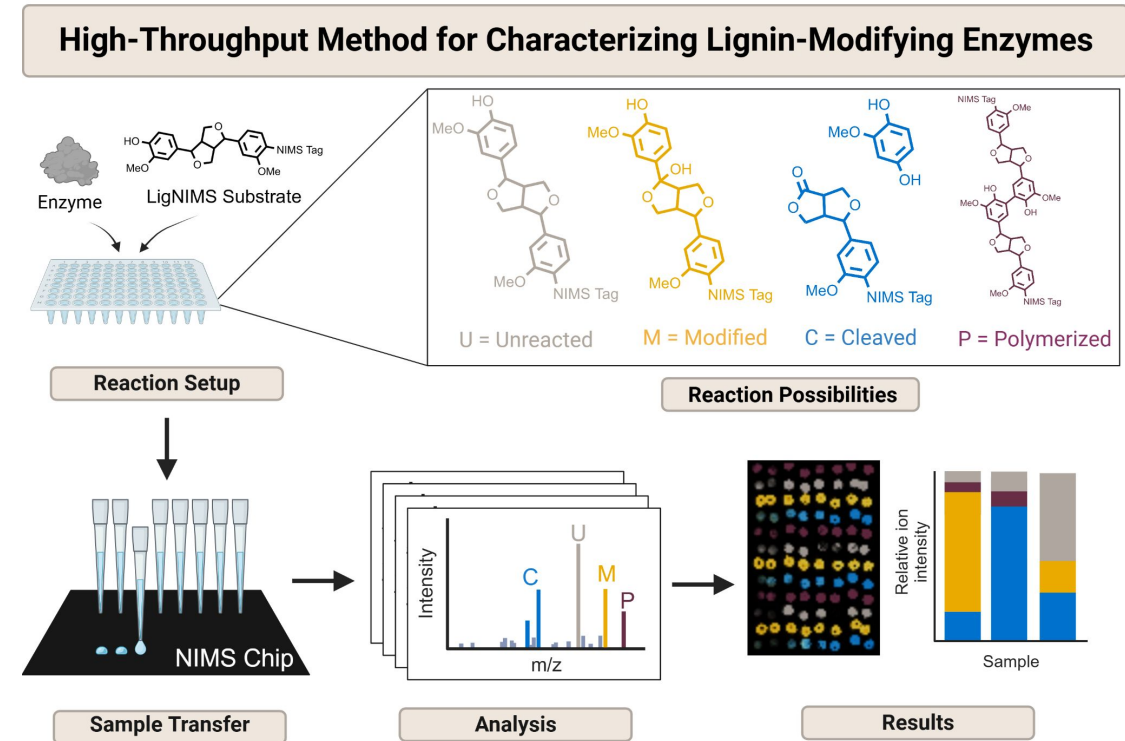 High-Throughput Method for Characterizing Lignin-Modifying Enzymes
HO
MeO
O
O
NIMS Tag
OMe
Enzyme
LigNIMS Substrate
HO
MeO
O
O
MeO
NIMS Tag
U = Unreacted
HO
MeO
OH
O
O
MeO
NIMS Tag
M = Modified
HO
MeO
OH
O
O
O
MeO
NIMS Tag
C = Cleaved
NIMS Tag
OMe
O
O
HO
MeO
OMe
OH
O
O
MeO
NIMS Tag
P = Polymerized
Reaction Setup
Reaction Possibilities
NIMS Chip
Intensity
C
U
M
P
m/z
Relative ion
intensity
Sample
Sample Transfer
Analysis
Results